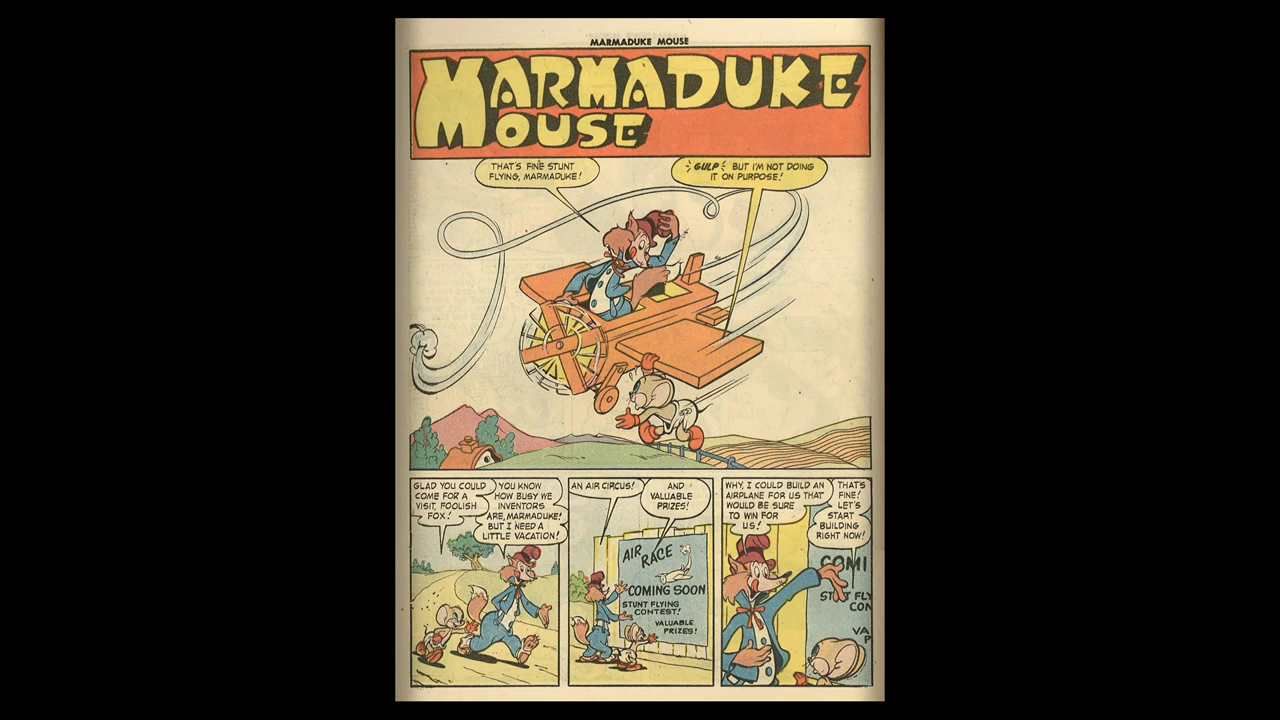 MARMADUKE MOUSE
MARMADUKE
MOUSE
THAT'S FINE STUNT
FLYING, MARMADUKE!
GULP BUT I'M NOT DOING
IT ON PURPOSE!
GLAD YOU COULD
COME FOR A
VISIT, FOOLISH
FOX!
YOU KNOW
HOW BUSY WE
INVENTORS
ARE, MARMADUKE!
BUT I NEED A
LITTLE VACATION!
AN AIR CIRCUS!
AND
VALUABLE
PRIZES!
AIR
RACE
COMING SOON
STUNT FLYING
CONTEST!
VALUABLE
PRIZES!
WHY, I COULD BUILD AN
AIRPLANE FOR US THAT
WOULD BE SURE
TO WIN FOR
US!
THAT'S
FINE!
LET'S
START
BUILDING
RIGHT NOW!
COMI
STUNT FLY
CON
VA
P